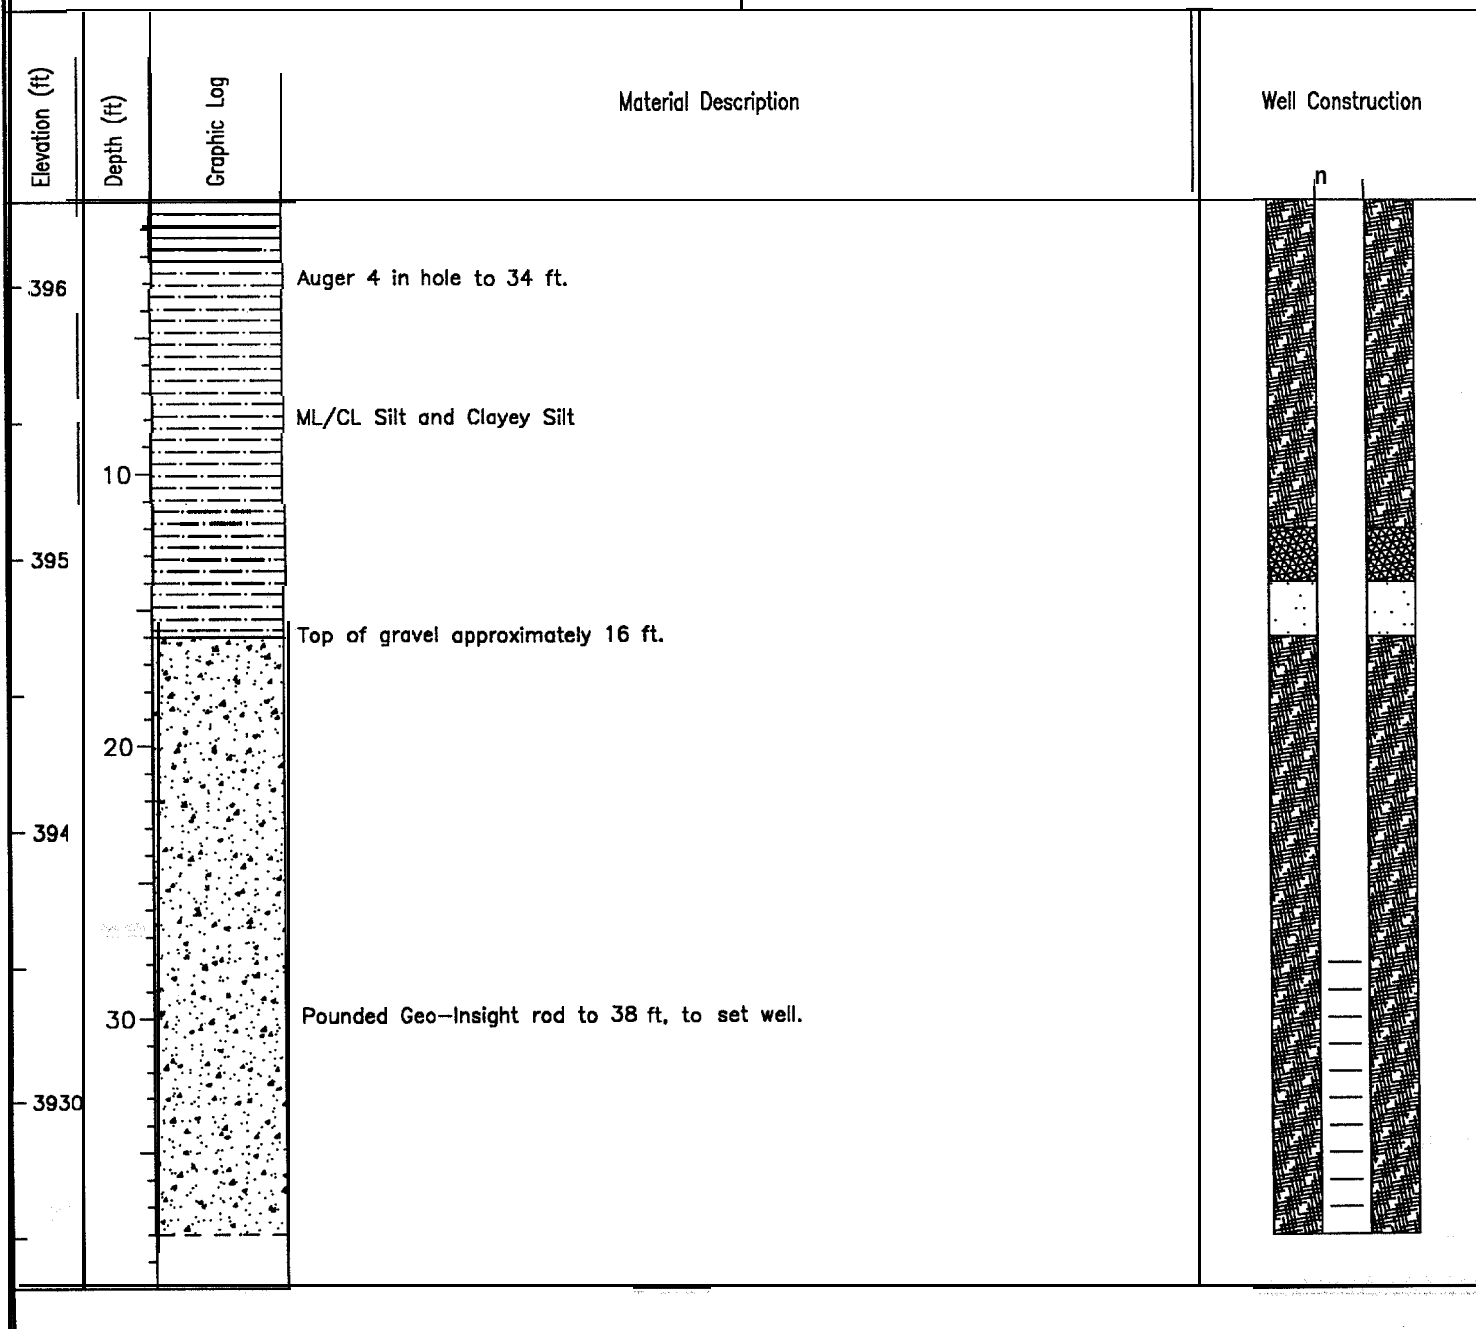 Elevation (ft)
Depth (ft)
Graphic Log
Material Description
Well Construction
n
396
Auger 4 in hole to 34 ft.
ML/CL Silt and Clayey Silt
10
395
Top of gravel approximately 16 ft.
20
394
30
Pounded Geo-Insight rod to 38 ft, to set well.
3930